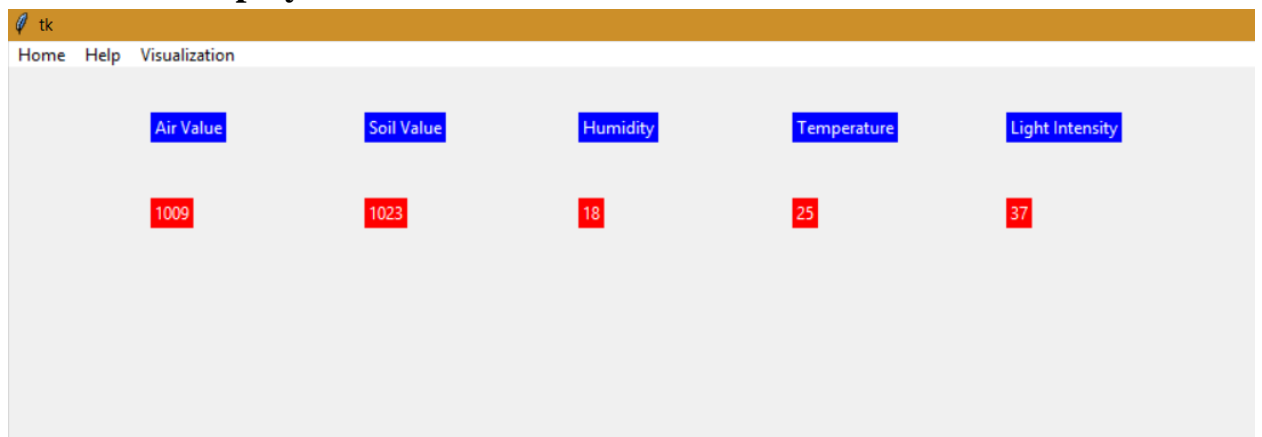 tk
Home Help Visualization
Air Value Soil Value Humidity Temperature Light Intensity
1009 1023 18 25 37